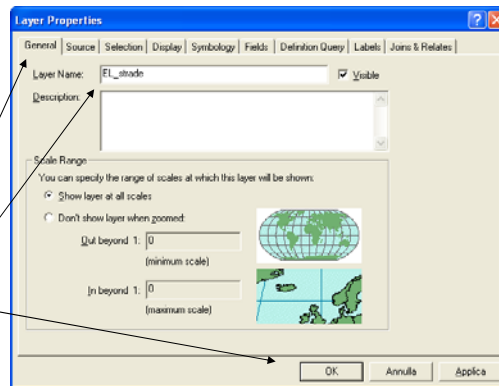 Layer Properties
General Source Selection Display Symbology Fields Definition Query Labels Joins & Relates
Layer Name: EL_strade Visible
Description:
Scale Range
You can specify the range of scales at which this layer will be shown:
Show layer at all scales
Don't show layer when zoomed:
Out beyond 1: 0
(minimum scale)
In beyond 1: 0
(maximum scale)
OK Annulla Applica